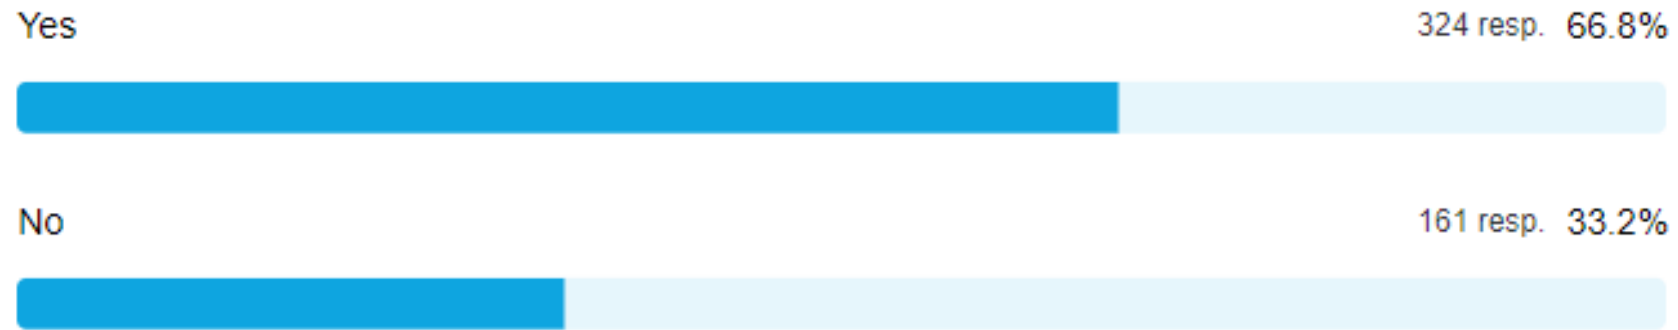 Yes 324 resp. 66.8%
No 161 resp. 33.2%